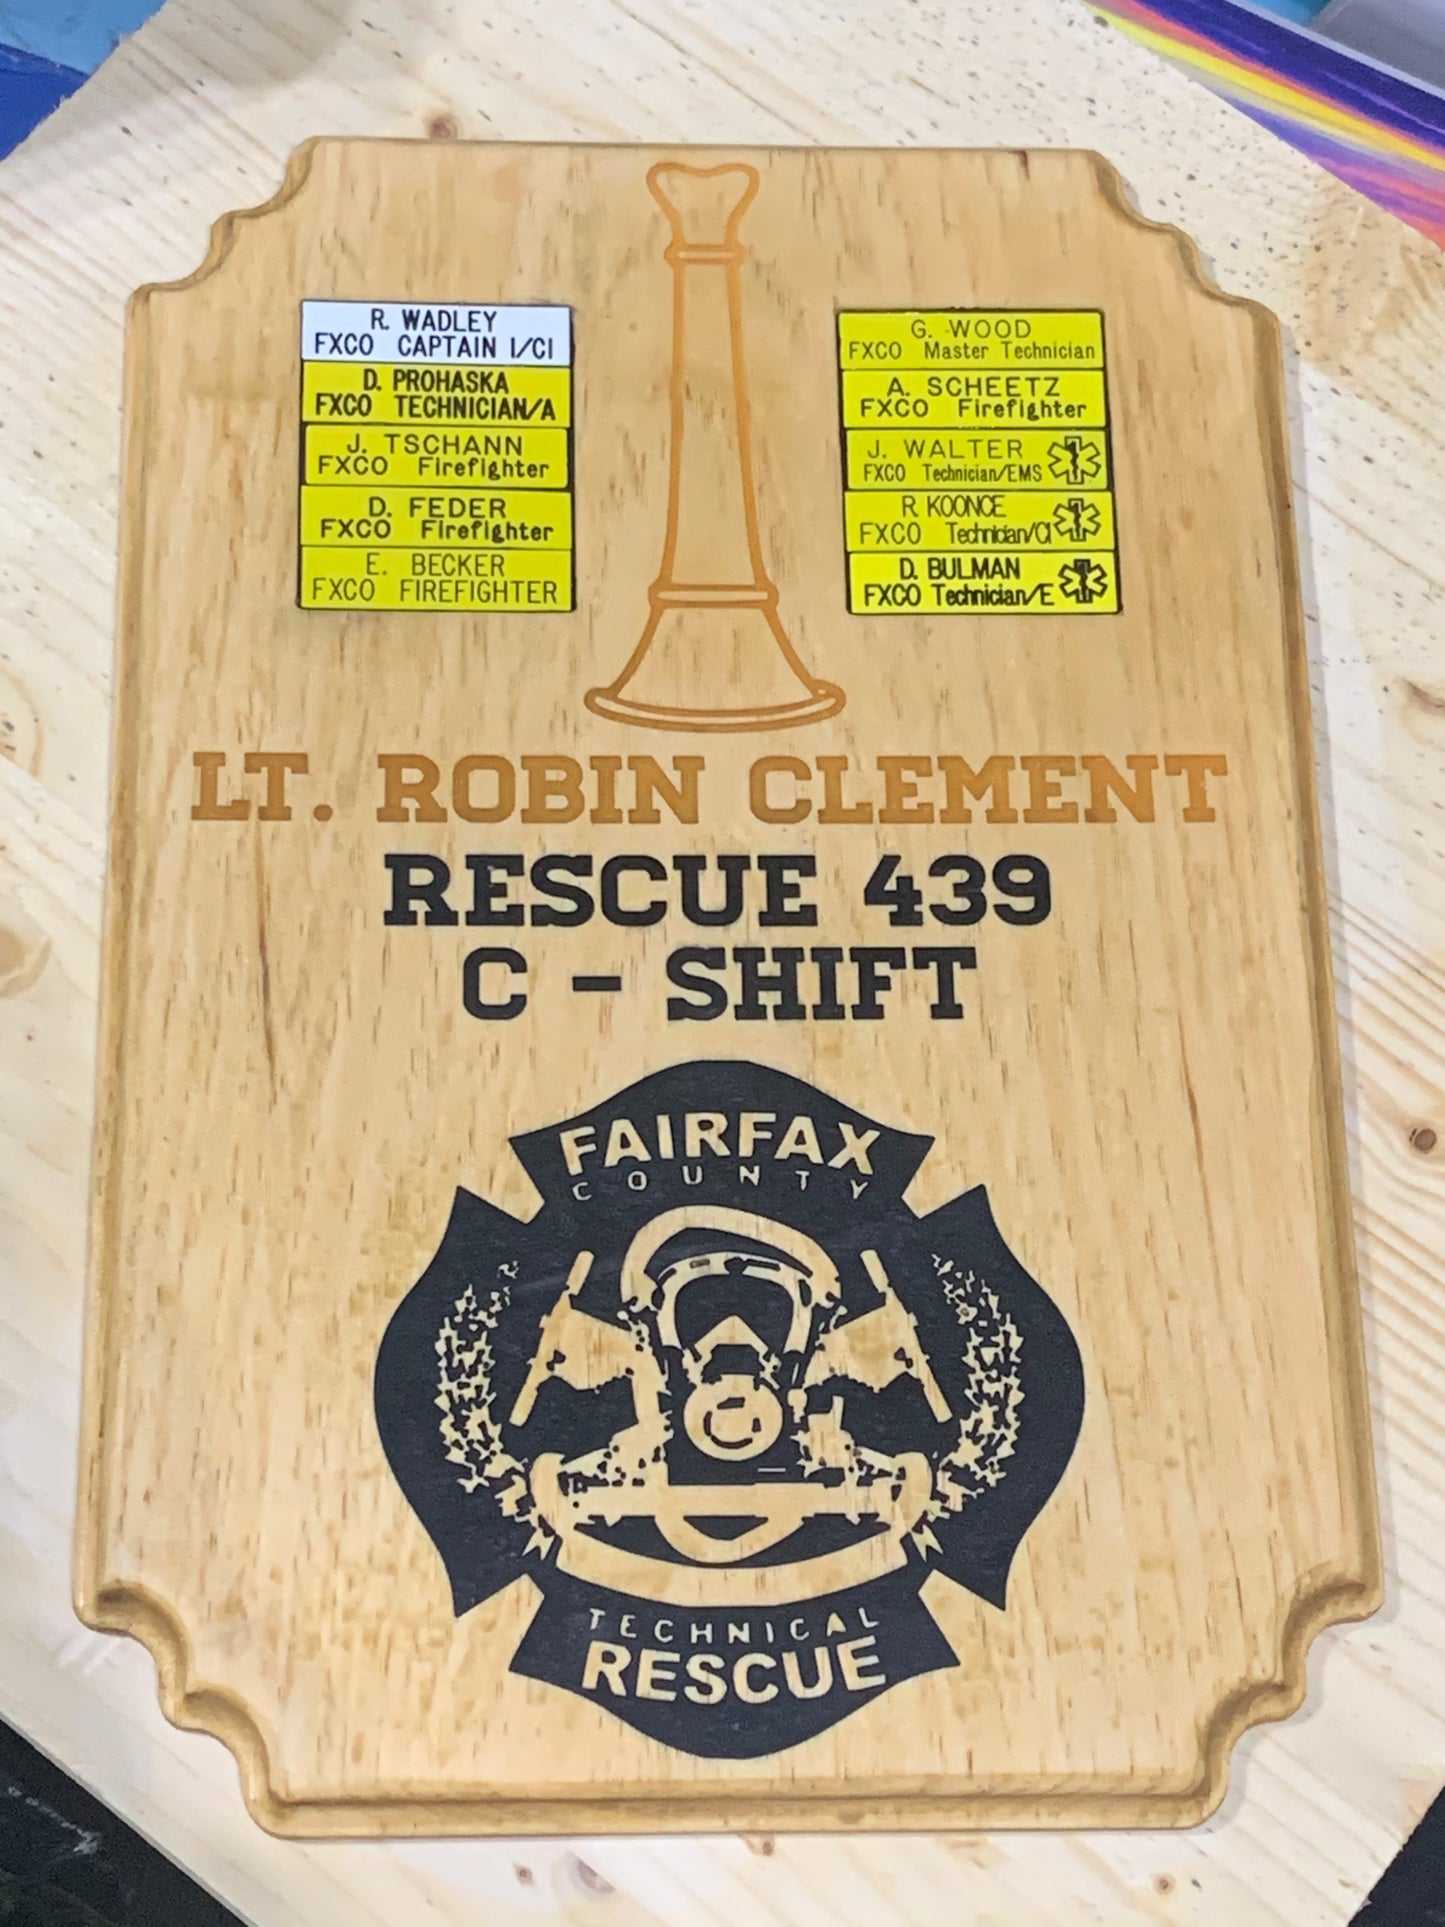 R. WADLEY
FXCO CAPTAIN I/CI
D. PROHASKA
FXCO TECHNICIAN/A
J. TSCHANN
FXCO Firefighter
D. FEDER
FXCO Firefighter
E. BECKER
FXCO FIREFIGHTER
G. WOOD
FXCO Master Technician
A. SCHEETZ
FXCO Firefighter
J. WALTER
FXCO Technician/EMS
R KOONCE
FXCO Technician/CI
D. BULMAN
FXCO Technician/E
LT. ROBIN CLEMENT
RESCUE 439
C - SHIFT
FAIRFAX
COUNTY
TECHNICAL
RESCUE